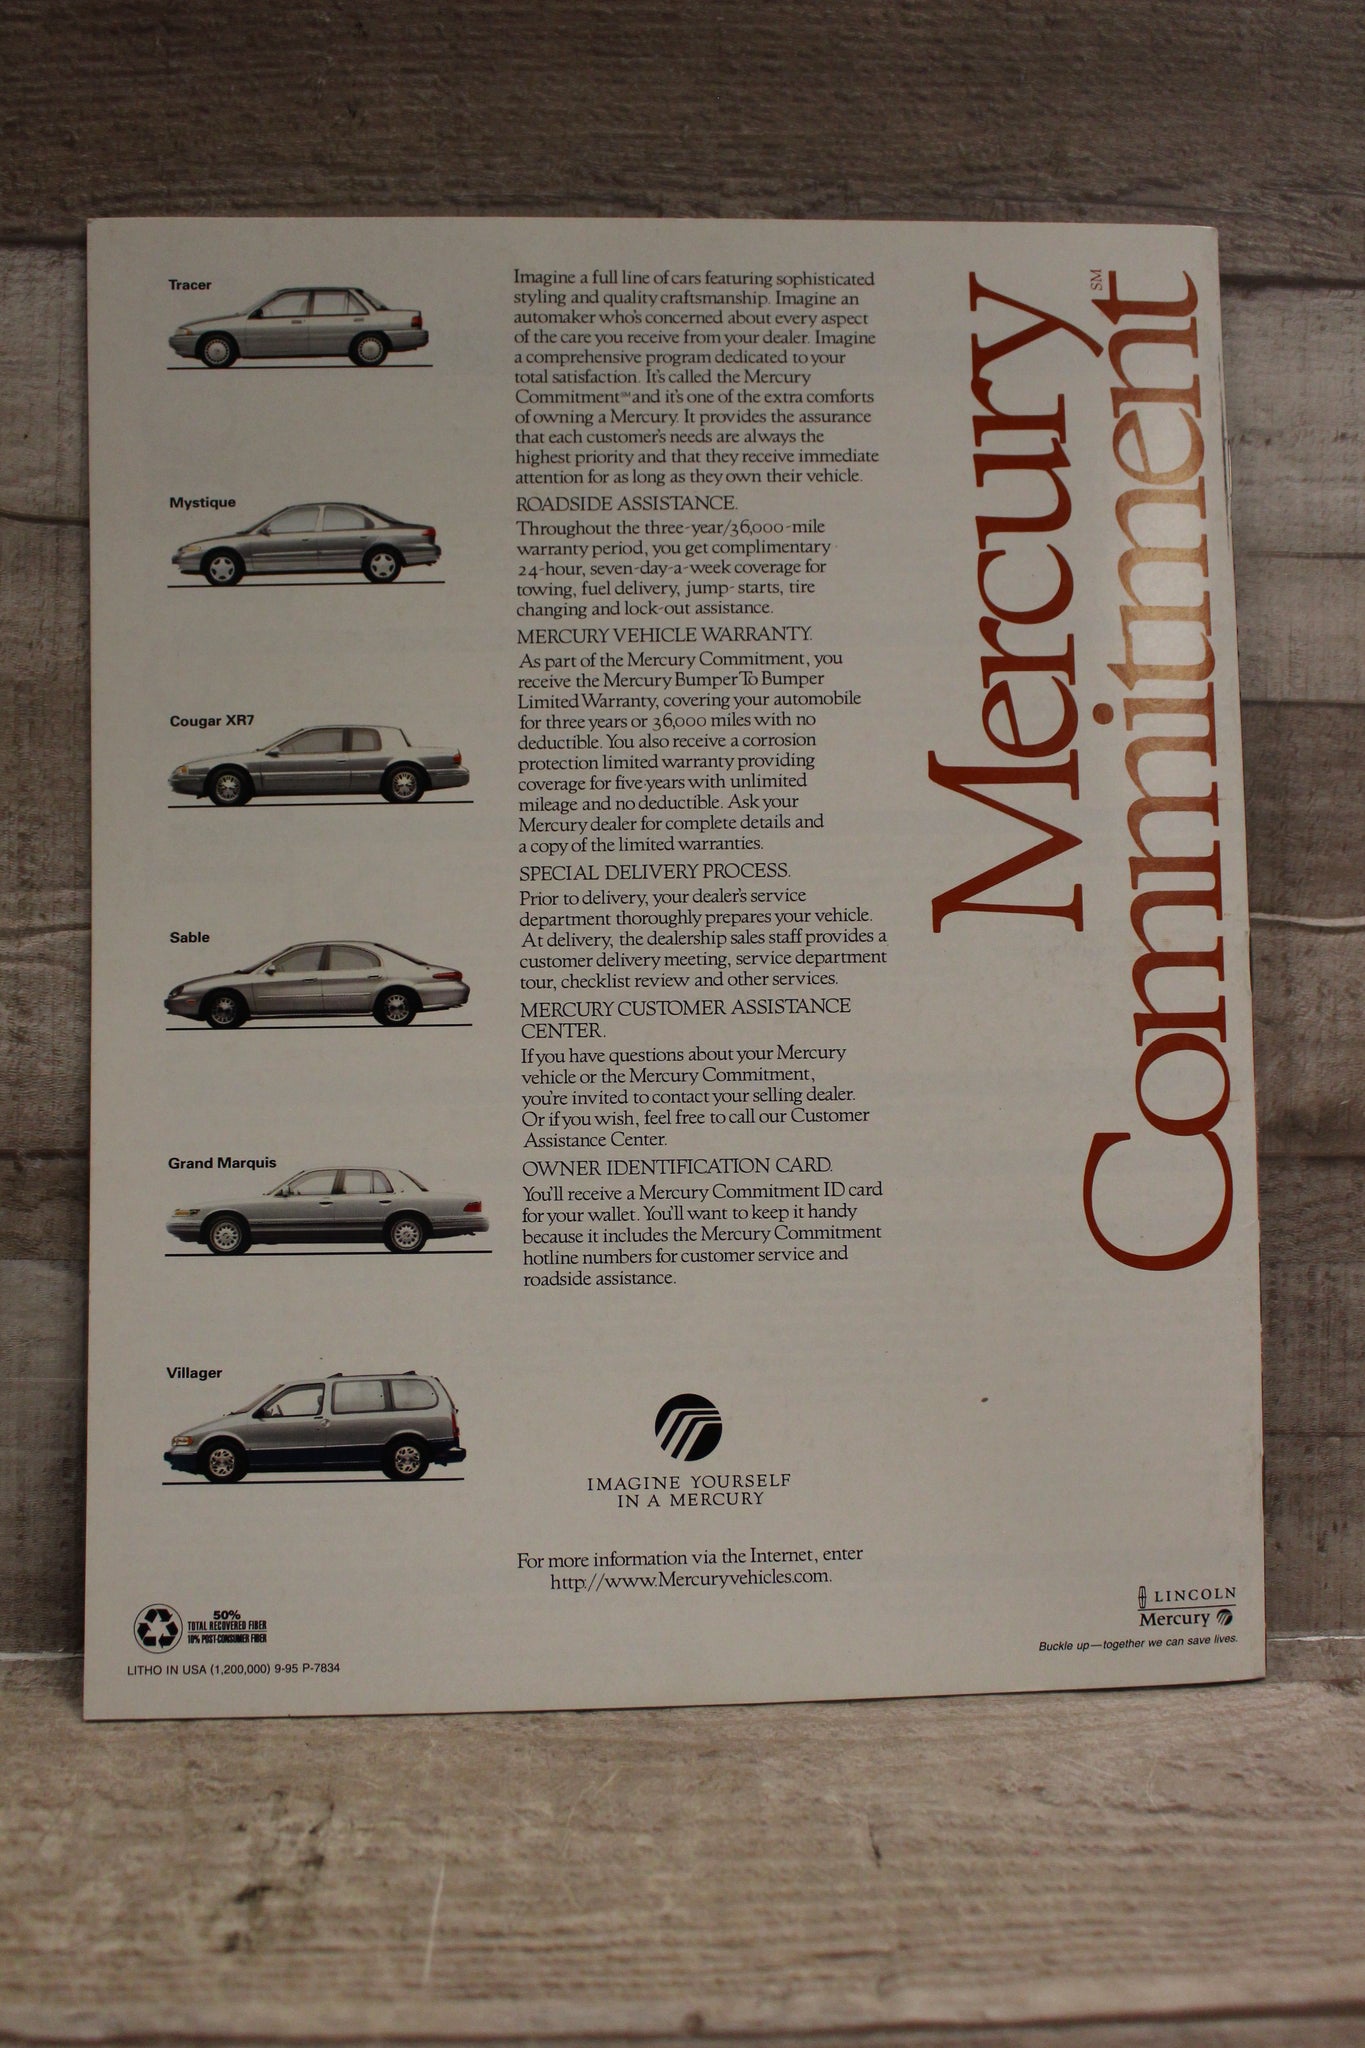 Tracer
Mystique
Cougar XR7
Sable
Grand Marquis
Villager
Imagine a full line of cars featuring sophisticated
styling and quality craftsmanship. Imagine an
automaker who's concerned about every aspect
of the care you receive from your dealer. Imagine
a comprehensive program dedicated to your
total satisfaction. It's called the Mercury
Commitment℠ and it's one of the extra comforts
of owning a Mercury. It provides the assurance
that each customer's needs are always the
highest priority and that they receive immediate
attention for as long as they own their vehicle.
ROADSIDE ASSISTANCE.
Throughout the three-year/36,000-mile
warranty period, you get complimentary
24-hour, seven-day-a-week coverage for
towing, fuel delivery, jump-starts, tire
changing and lock-out assistance.
MERCURY VEHICLE WARRANTY.
As part of the Mercury Commitment, you
receive the Mercury Bumper To Bumper
Limited Warranty, covering your automobile
for three years or 36,000 miles with no
deductible. You also receive a corrosion
protection limited warranty providing
coverage for five years with unlimited
mileage and no deductible. Ask your
Mercury dealer for complete details and
a copy of the limited warranties.
SPECIAL DELIVERY PROCESS.
Prior to delivery, your dealer's service
department thoroughly prepares your vehicle.
At delivery, the dealership sales staff provides a
customer delivery meeting, service department
tour, checklist review and other services.
MERCURY CUSTOMER ASSISTANCE
CENTER.
If you have questions about your Mercury
vehicle or the Mercury Commitment,
you're invited to contact your selling dealer.
Or if you wish, feel free to call our Customer
Assistance Center.
OWNER IDENTIFICATION CARD.
You'll receive a Mercury Commitment ID card
for your wallet. You'll want to keep it handy
because it includes the Mercury Commitment
hotline numbers for customer service and
roadside assistance.
IMAGINE YOURSELF
IN A MERCURY
For more information via the Internet, enter
http://www.Mercuryvehicles.com.
Mercury
Commitment℠
50%
TOTAL RECOVERED FIBER
10% POST-CONSUMER FIBER
LITHO IN USA (1,200,000) 9-95 P-7834
LINCOLN
Mercury
Buckle up—together we can save lives.